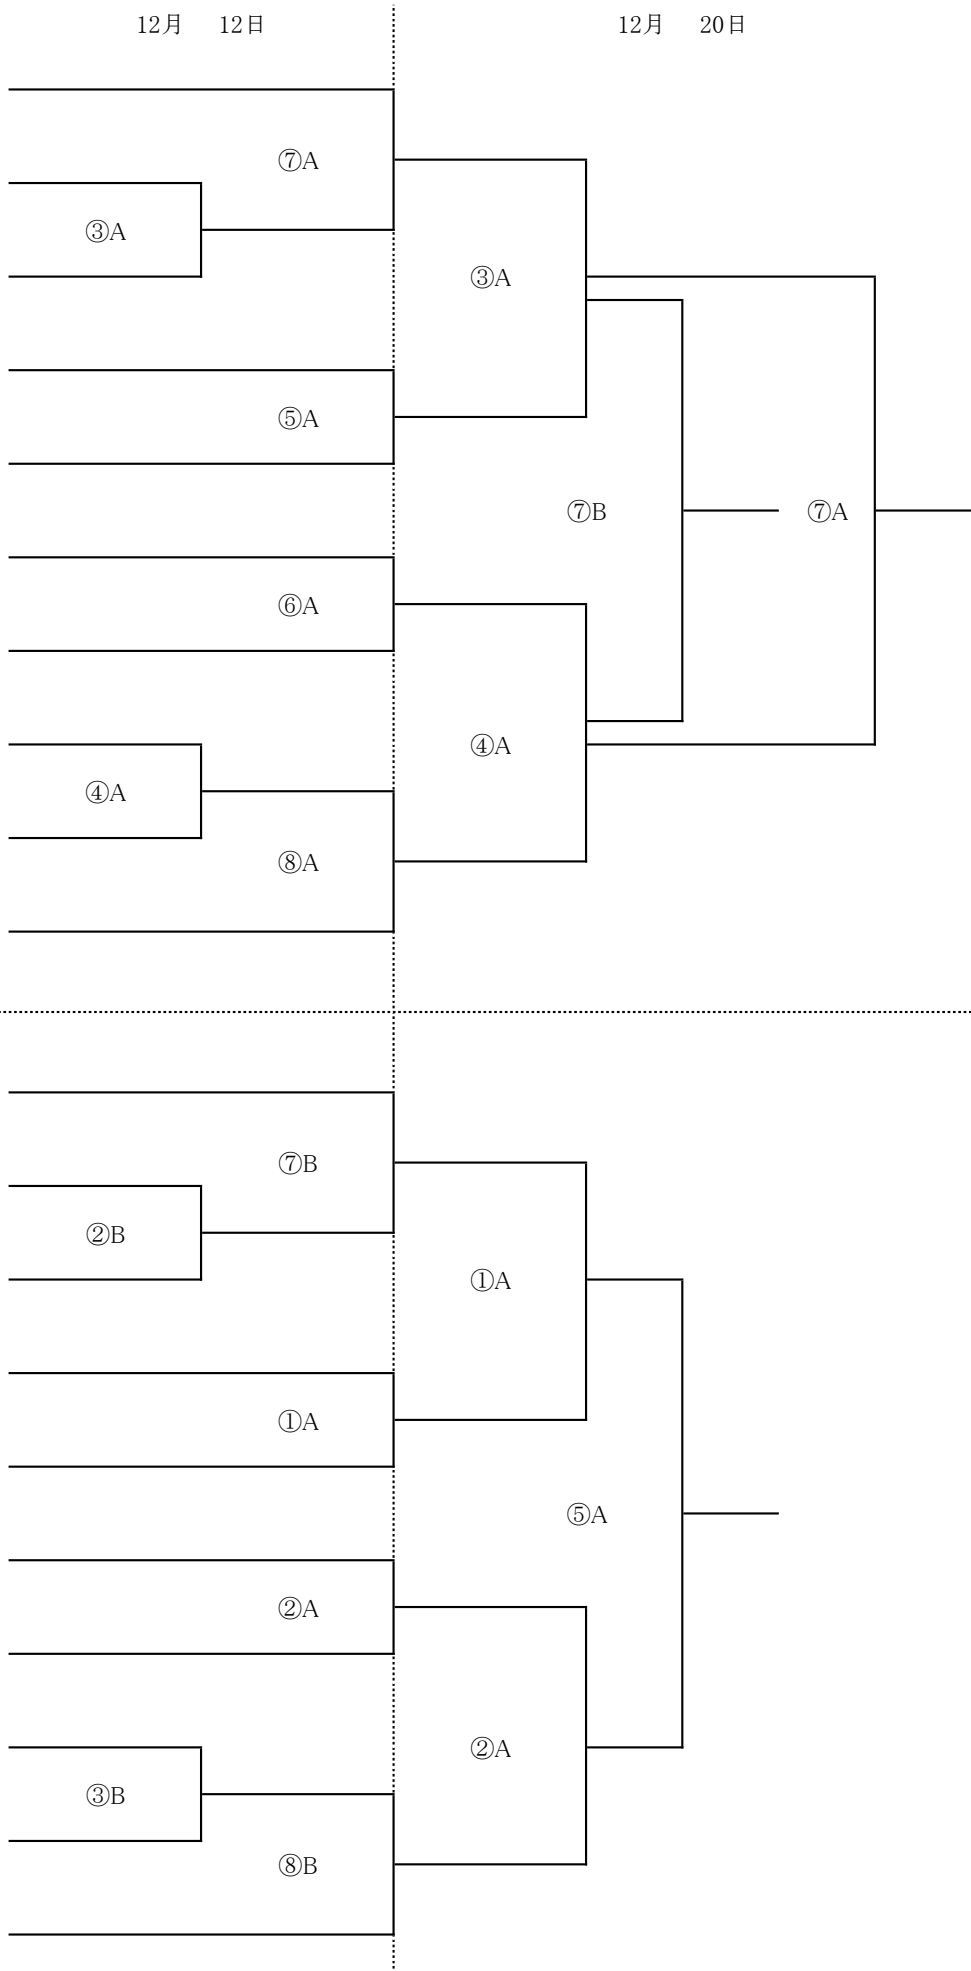 12月 12日 12月 20日
⑦A
③A
③A
⑤A
⑦B ⑦A
⑥A
④A
④A
⑧A
⑦B
②B
①A
①A
⑤A
②A
②A
③B
⑧B